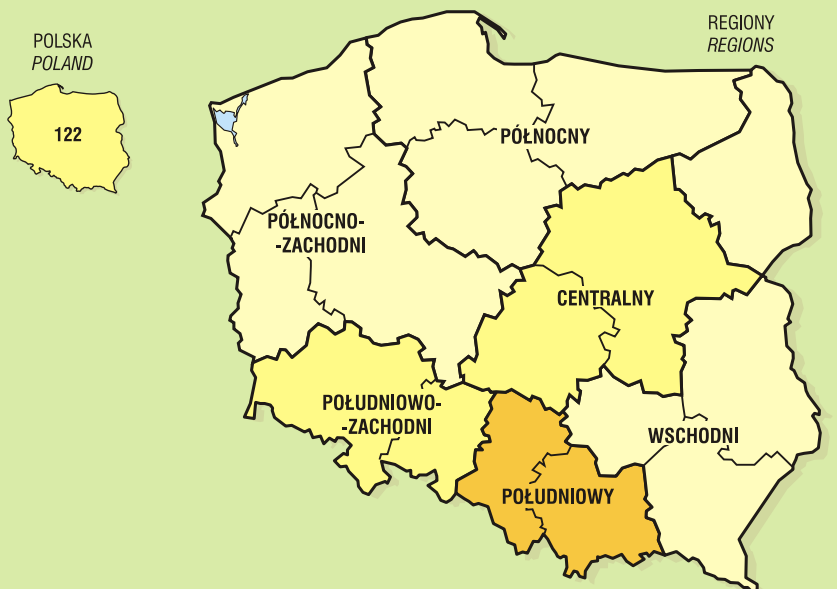 POLSKA
POLAND
122
REGIONY
REGIONS
PÓŁNOCNY
PÓŁNOCNO-
-ZACHODNI
CENTRALNY
POŁUDNIOWO-
-ZACHODNI
WSCHODNI
POŁUDNIOWY